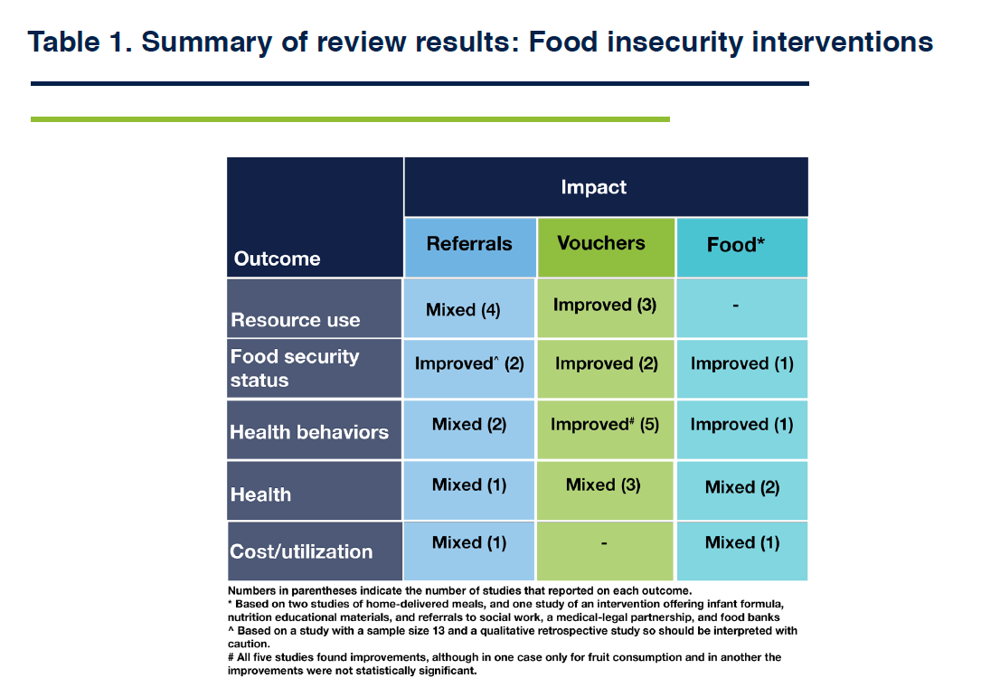 Table 1. Summary of review results: Food insecurity interventions
Impact
Outcome
Referrals
Vouchers
Food*
Resource use
Mixed (4)
Improved (3)
-
Food security
status
Improved^ (2)
Improved (2)
Improved (1)
Health behaviors
Mixed (2)
Improved# (5)
Improved (1)
Health
Mixed (1)
Mixed (3)
Mixed (2)
Cost/utilization
Mixed (1)
-
Mixed (1)
Numbers in parentheses indicate the number of studies that reported on each outcome.
* Based on two studies of home-delivered meals, and one study of an intervention offering infant formula,
nutrition educational materials, and referrals to social work, a medical-legal partnership, and food banks
^ Based on a study with a sample size 13 and a qualitative retrospective study so should be interpreted with
caution.
# All five studies found improvements, although in one case only for fruit consumption and in another the
improvements were not statistically significant.